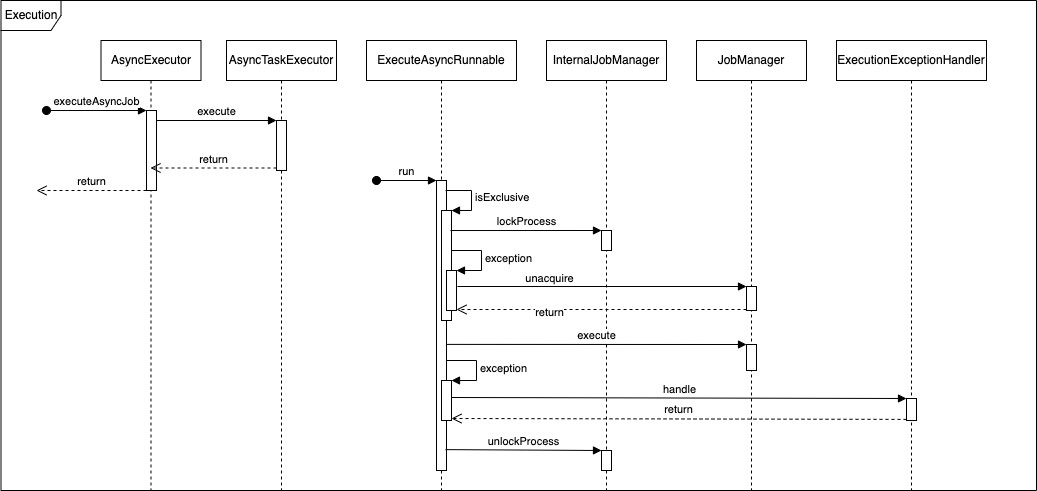 Execution
AsyncExecutor
AsyncTaskExecutor
ExecuteAsyncRunnable
InternalJobManager
JobManager
ExecutionExceptionHandler
executeAsyncJob
execute
return
return
run
isExclusive
lockProcess
exception
unacquire
return
execute
exception
handle
return
unlockProcess